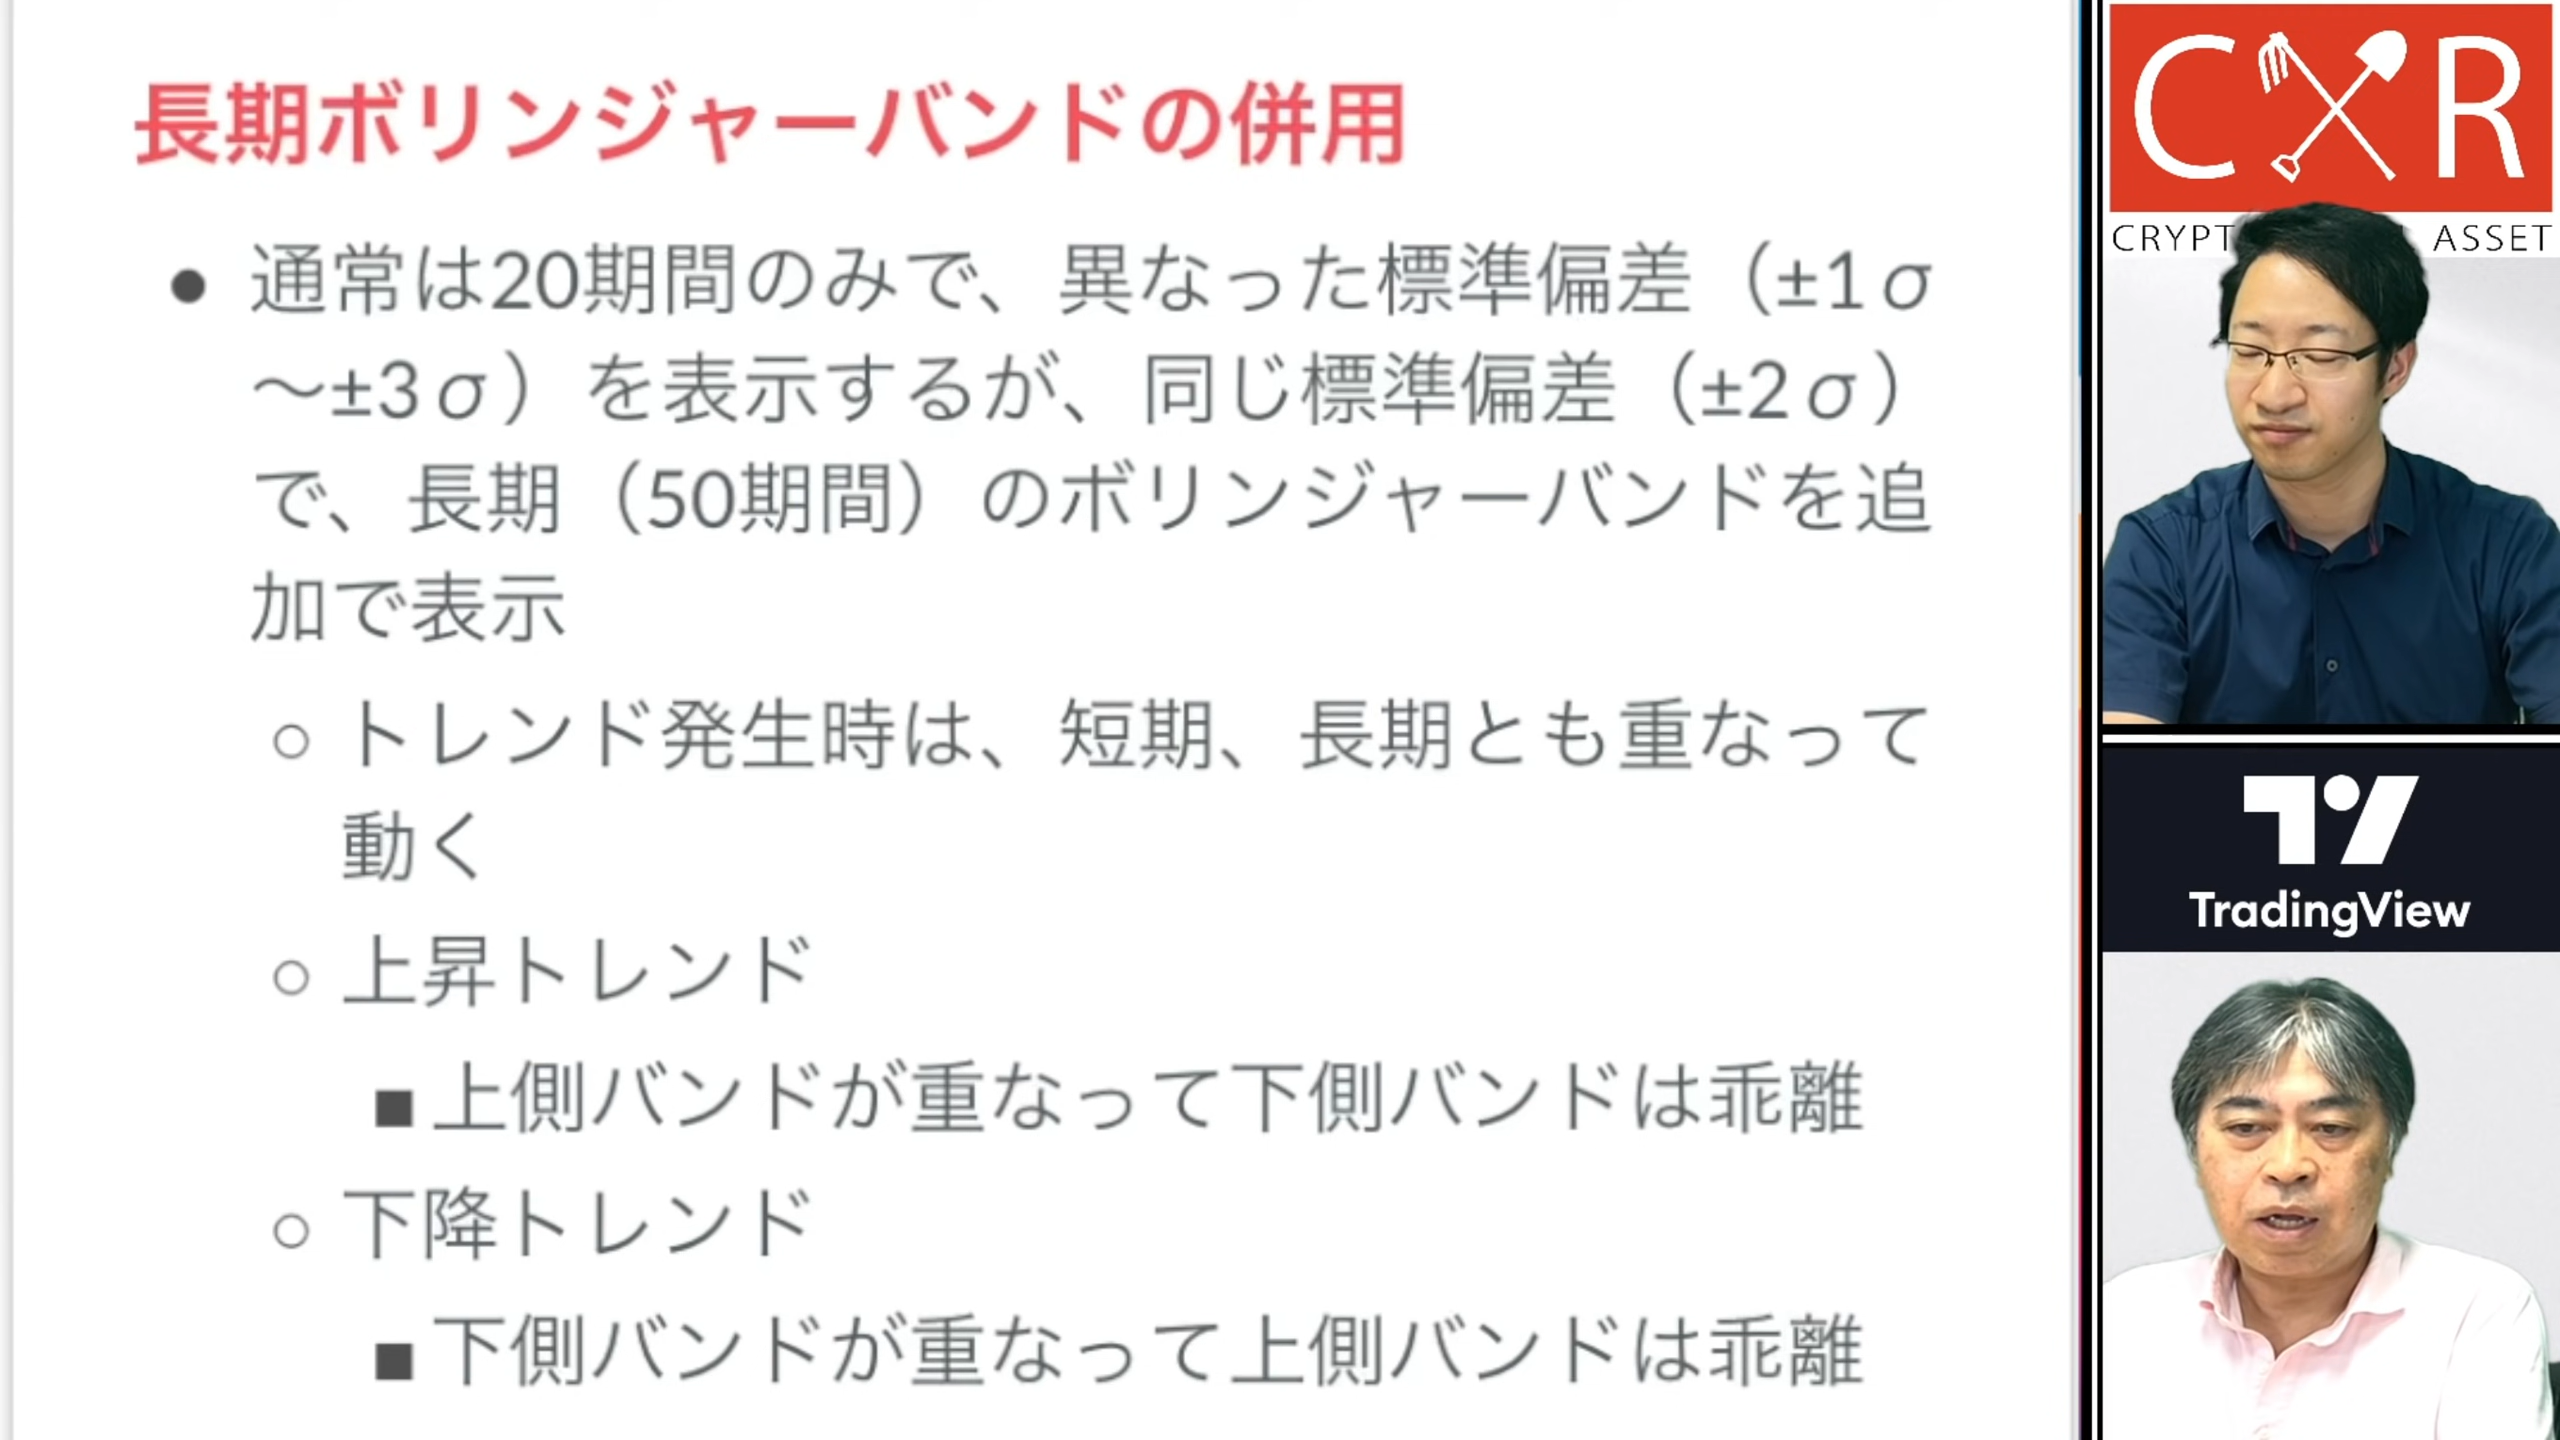 長期ボリンジャーバンドの併用
● 通常は20期間のみで、異なった標準偏差（±1σ
～±3σ）を表示するが、同じ標準偏差（±2σ）
で、長期（50期間）のボリンジャーバンドを追
加で表示
○ トレンド発生時は、短期、長期とも重なって
動く
○ 上昇トレンド
■ 上側バンドが重なって下側バンドは乖離
○ 下降トレンド
■ 下側バンドが重なって上側バンドは乖離
CXR
CRYPT ASSET
TradingView